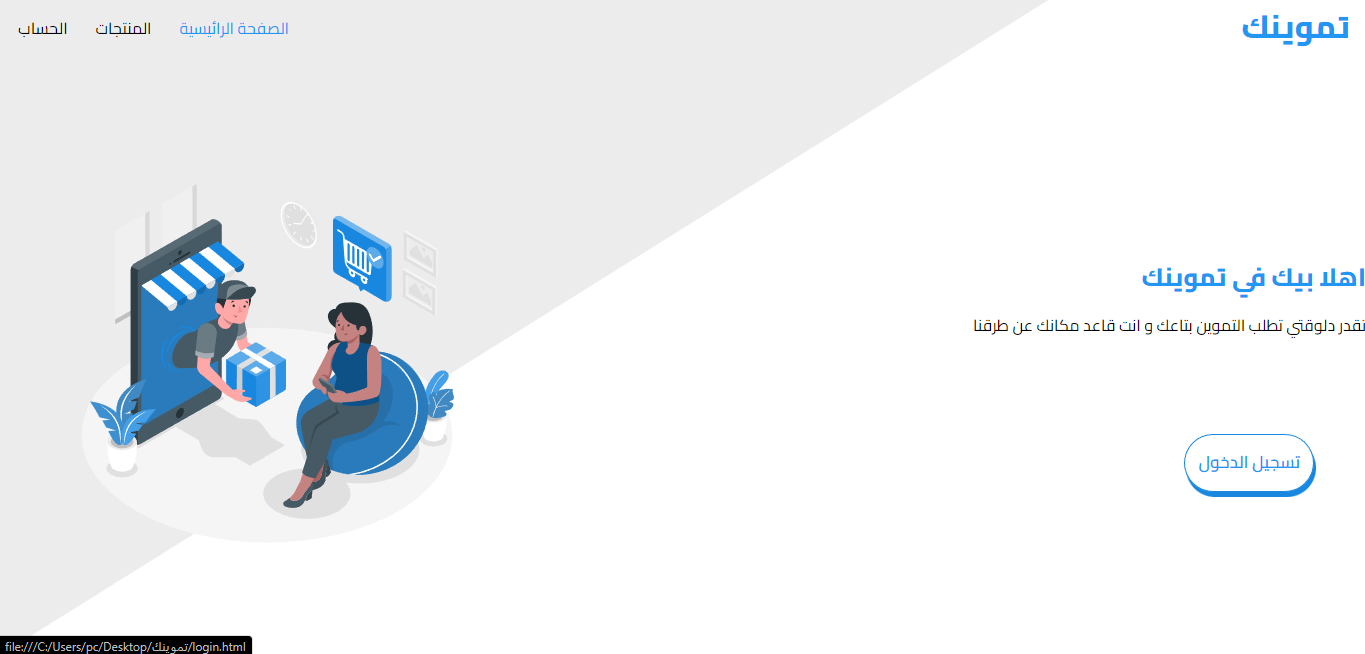 تموينك
الصفحة الرائيسية
المنتجات
الحساب
اهلا بيك في تموينك
تقدر دلوقتي تطلب التموين بتاعك و انت قاعد مكانك عن طرقنا
تسجيل الدخول
file:///C:/Users/pc/Desktop/تموينك/login.html